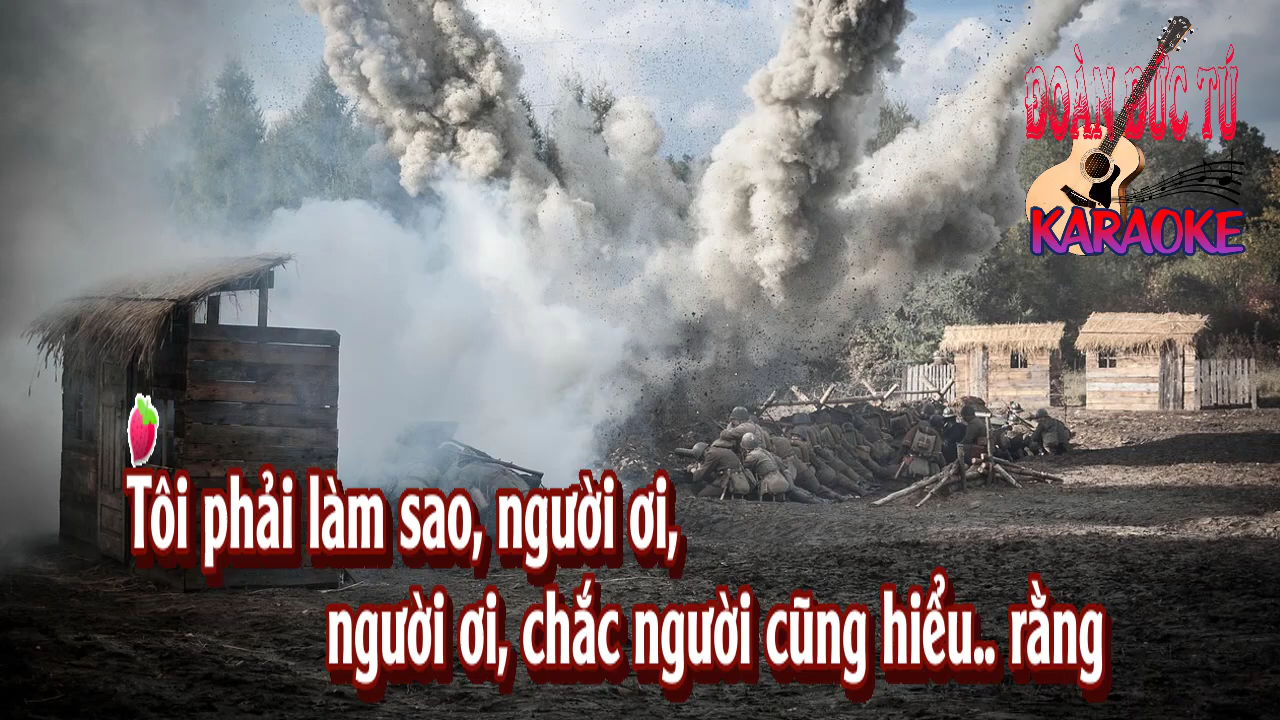 ĐOÀN ĐỨC TÚ
KARAOKE
Tôi phải làm sao, người ơi,
người ơi, chắc người cũng hiểu.. rằng